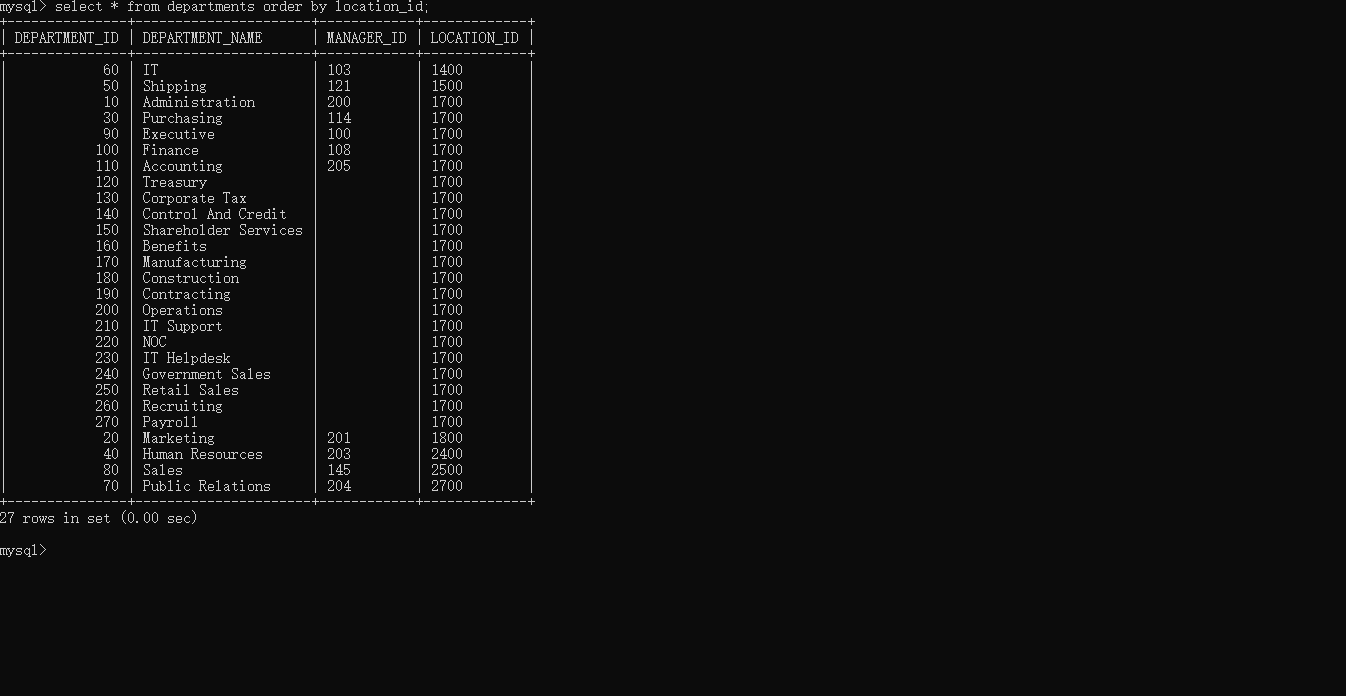 mysql> select * from departments order by location_id;
+---------------+----------------------+------------+-------------+
| DEPARTMENT_ID | DEPARTMENT_NAME | MANAGER_ID | LOCATION_ID |
+---------------+----------------------+------------+-------------+
| 60 | IT | 103 | 1400 |
| 50 | Shipping | 121 | 1500 |
| 10 | Administration | 200 | 1700 |
| 30 | Purchasing | 114 | 1700 |
| 90 | Executive | 100 | 1700 |
| 100 | Finance | 108 | 1700 |
| 110 | Accounting | 205 | 1700 |
| 120 | Treasury | | 1700 |
| 130 | Corporate Tax | | 1700 |
| 140 | Control And Credit | | 1700 |
| 150 | Shareholder Services | | 1700 |
| 160 | Benefits | | 1700 |
| 170 | Manufacturing | | 1700 |
| 180 | Construction | | 1700 |
| 190 | Contracting | | 1700 |
| 200 | Operations | | 1700 |
| 210 | IT Support | | 1700 |
| 220 | NOC | | 1700 |
| 230 | IT Helpdesk | | 1700 |
| 240 | Government Sales | | 1700 |
| 250 | Retail Sales | | 1700 |
| 260 | Recruiting | | 1700 |
| 270 | Payroll | | 1700 |
| 20 | Marketing | 201 | 1800 |
| 40 | Human Resources | 203 | 2400 |
| 80 | Sales | 145 | 2500 |
| 70 | Public Relations | 204 | 2700 |
+---------------+----------------------+------------+-------------+
27 rows in set (0.00 sec)
mysql>